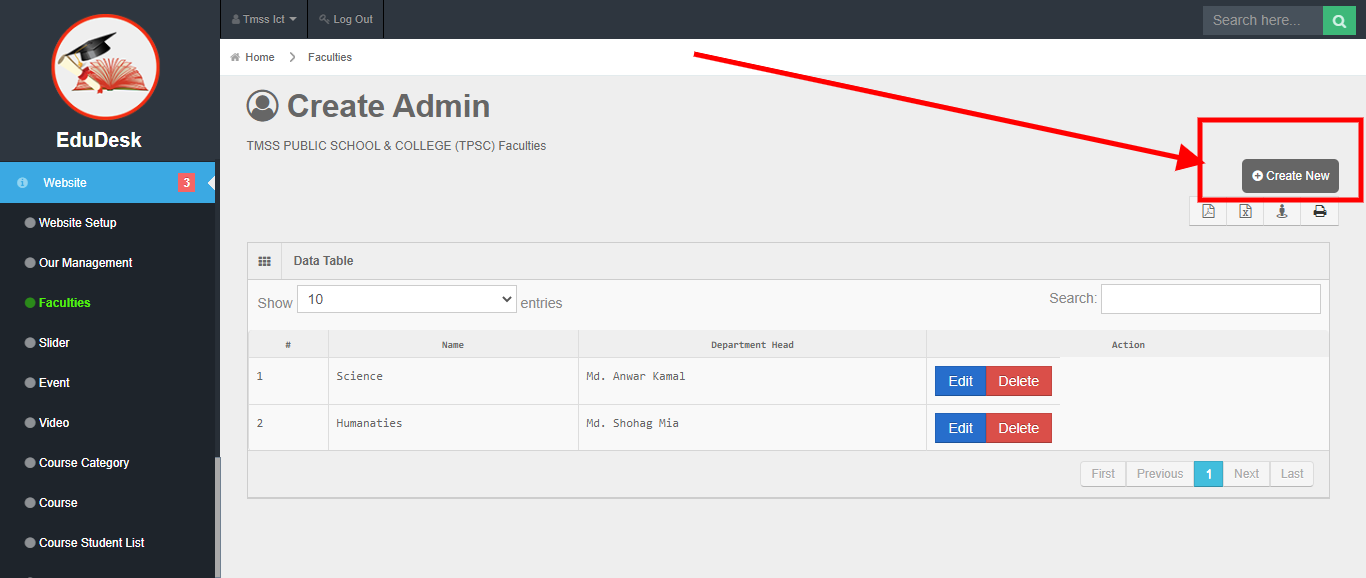 Tmss Ict
Log Out
Search here...
EduDesk
Home
Faculties
Create Admin
TMSS PUBLIC SCHOOL & COLLEGE (TPSC) Faculties
Create New
Website 3
Website Setup
Our Management
Faculties
Slider
Event
Video
Course Category
Course
Course Student List
Data Table
Show 10 entries
Search:
# Name Department Head Action
1 Science Md. Anwar Kamal Edit Delete
2 Humanaties Md. Shohag Mia Edit Delete
First Previous 1 Next Last